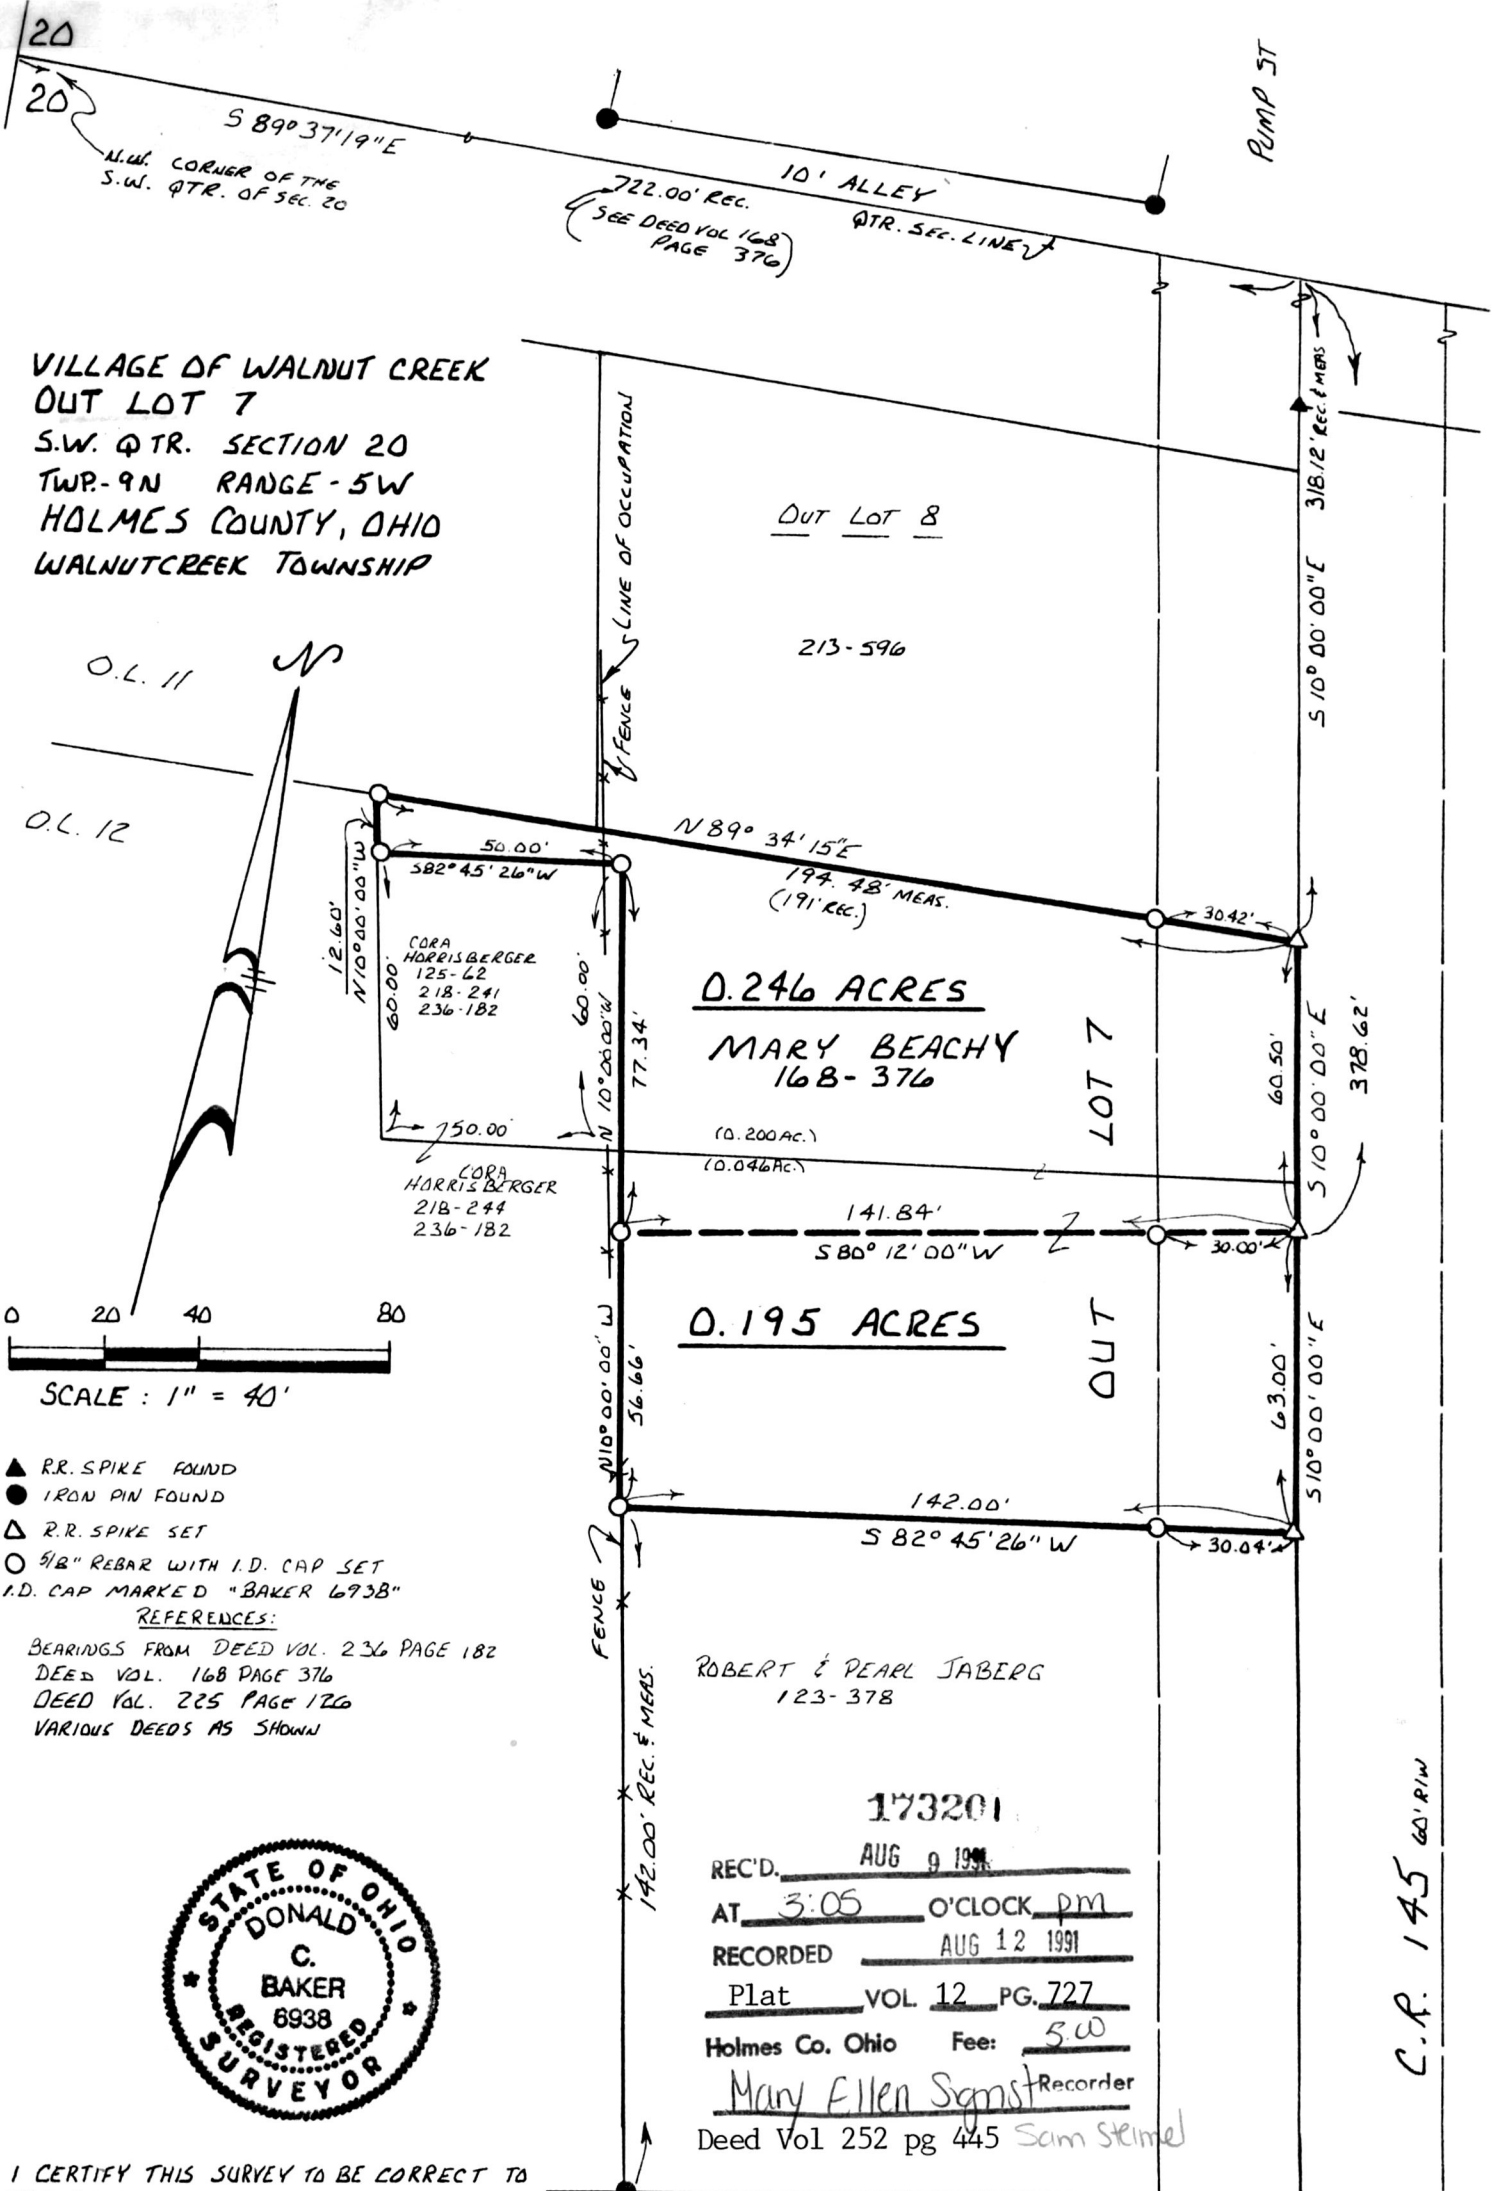 20
20
S 89° 37' 19" E
N.W. CORNER OF THE
S.W. QTR. OF SEC. 20
722.00' REC.
(SEE DEED VOL 168
PAGE 376)
10' ALLEY
QTR. SEC. LINE
PUMP ST
VILLAGE OF WALNUT CREEK
OUT LOT 7
S.W. QTR. SECTION 20
TWP.-9N RANGE-5W
HOLMES COUNTY, OHIO
WALNUTCREEK TOWNSHIP
318.12' REC. & MEAS
S 10° 00' 00" E
LINE OF OCCUPATION
FENCE
OUT LOT 8
213-596
O.L. 11
N
O.L. 12
N 89° 34' 15" E
194.48' MEAS.
(191' REC.)
30.42'
50.00'
S82° 45' 26" W
12.60'
N10° 00' 00" W
60.00'
CORA
HORRISBERGER
125-62
218-241
236-182
60.00'
N 10° 00' 00" W
77.34'
0.246 ACRES
MARY BEACHY
168-376
OUT LOT 7
60.50'
S 10° 00' 00" E
378.62'
50.00'
(0.200 AC.)
(0.046 AC.)
CORA
HORRISBERGER
218-244
236-182
141.84'
S 80° 12' 00" W
30.00'
0.195 ACRES
N10° 00' 00" W
56.66'
63.00'
S 10° 00' 00" E
0 20 40 80
SCALE : 1" = 40'
142.00'
S 82° 45' 26" W
30.04'
R.R. SPIKE FOUND
IRON PIN FOUND
R.R. SPIKE SET
5/8" REBAR WITH I.D. CAP SET
I.D. CAP MARKED "BAKER 6938"
REFERENCES:
BEARINGS FROM DEED VOL. 236 PAGE 182
DEED VOL. 168 PAGE 376
DEED VOL. 225 PAGE 126
VARIOUS DEEDS AS SHOWN
FENCE
142.00' REC. & MEAS.
ROBERT & PEARL JABERG
123-378
C.R. 145 60' R/W
173201
REC'D. AUG 9 1991
AT 3:05 O'CLOCK pm
RECORDED AUG 12 1991
Plat VOL. 12 PG. 727
Holmes Co. Ohio Fee: 5.00
Mary Ellen Recorder
Deed Vol 252 pg 445 Sam Steimel
STATE OF OHIO
DONALD
C.
BAKER
6938
REGISTERED
SURVEYOR
I CERTIFY THIS SURVEY TO BE CORRECT TO